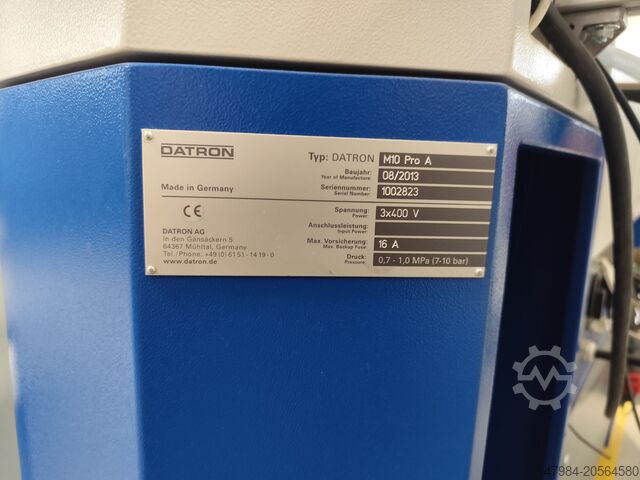 DATRON
Typ: DATRON M10 Pro A
Baujahr: 08/2013
Year of Manufacture:
Made in Germany
Seriennummer: 1002823
Serial Number:
CE
Spannung: 3x400 V
Power:
Anschlussleistung:
Input Power:
DATRON AG
In den Gänsäckern 5
64367 Mühltal, Germany
Tel./Phone: +49(0)6151-1419-0
www.datron.de
Max. Vorsicherung: 16 A
Max. Backup Fuse:
Druck: 0,7 - 1,0 MPa (7-10 bar)
Pressure:
47984-20564580